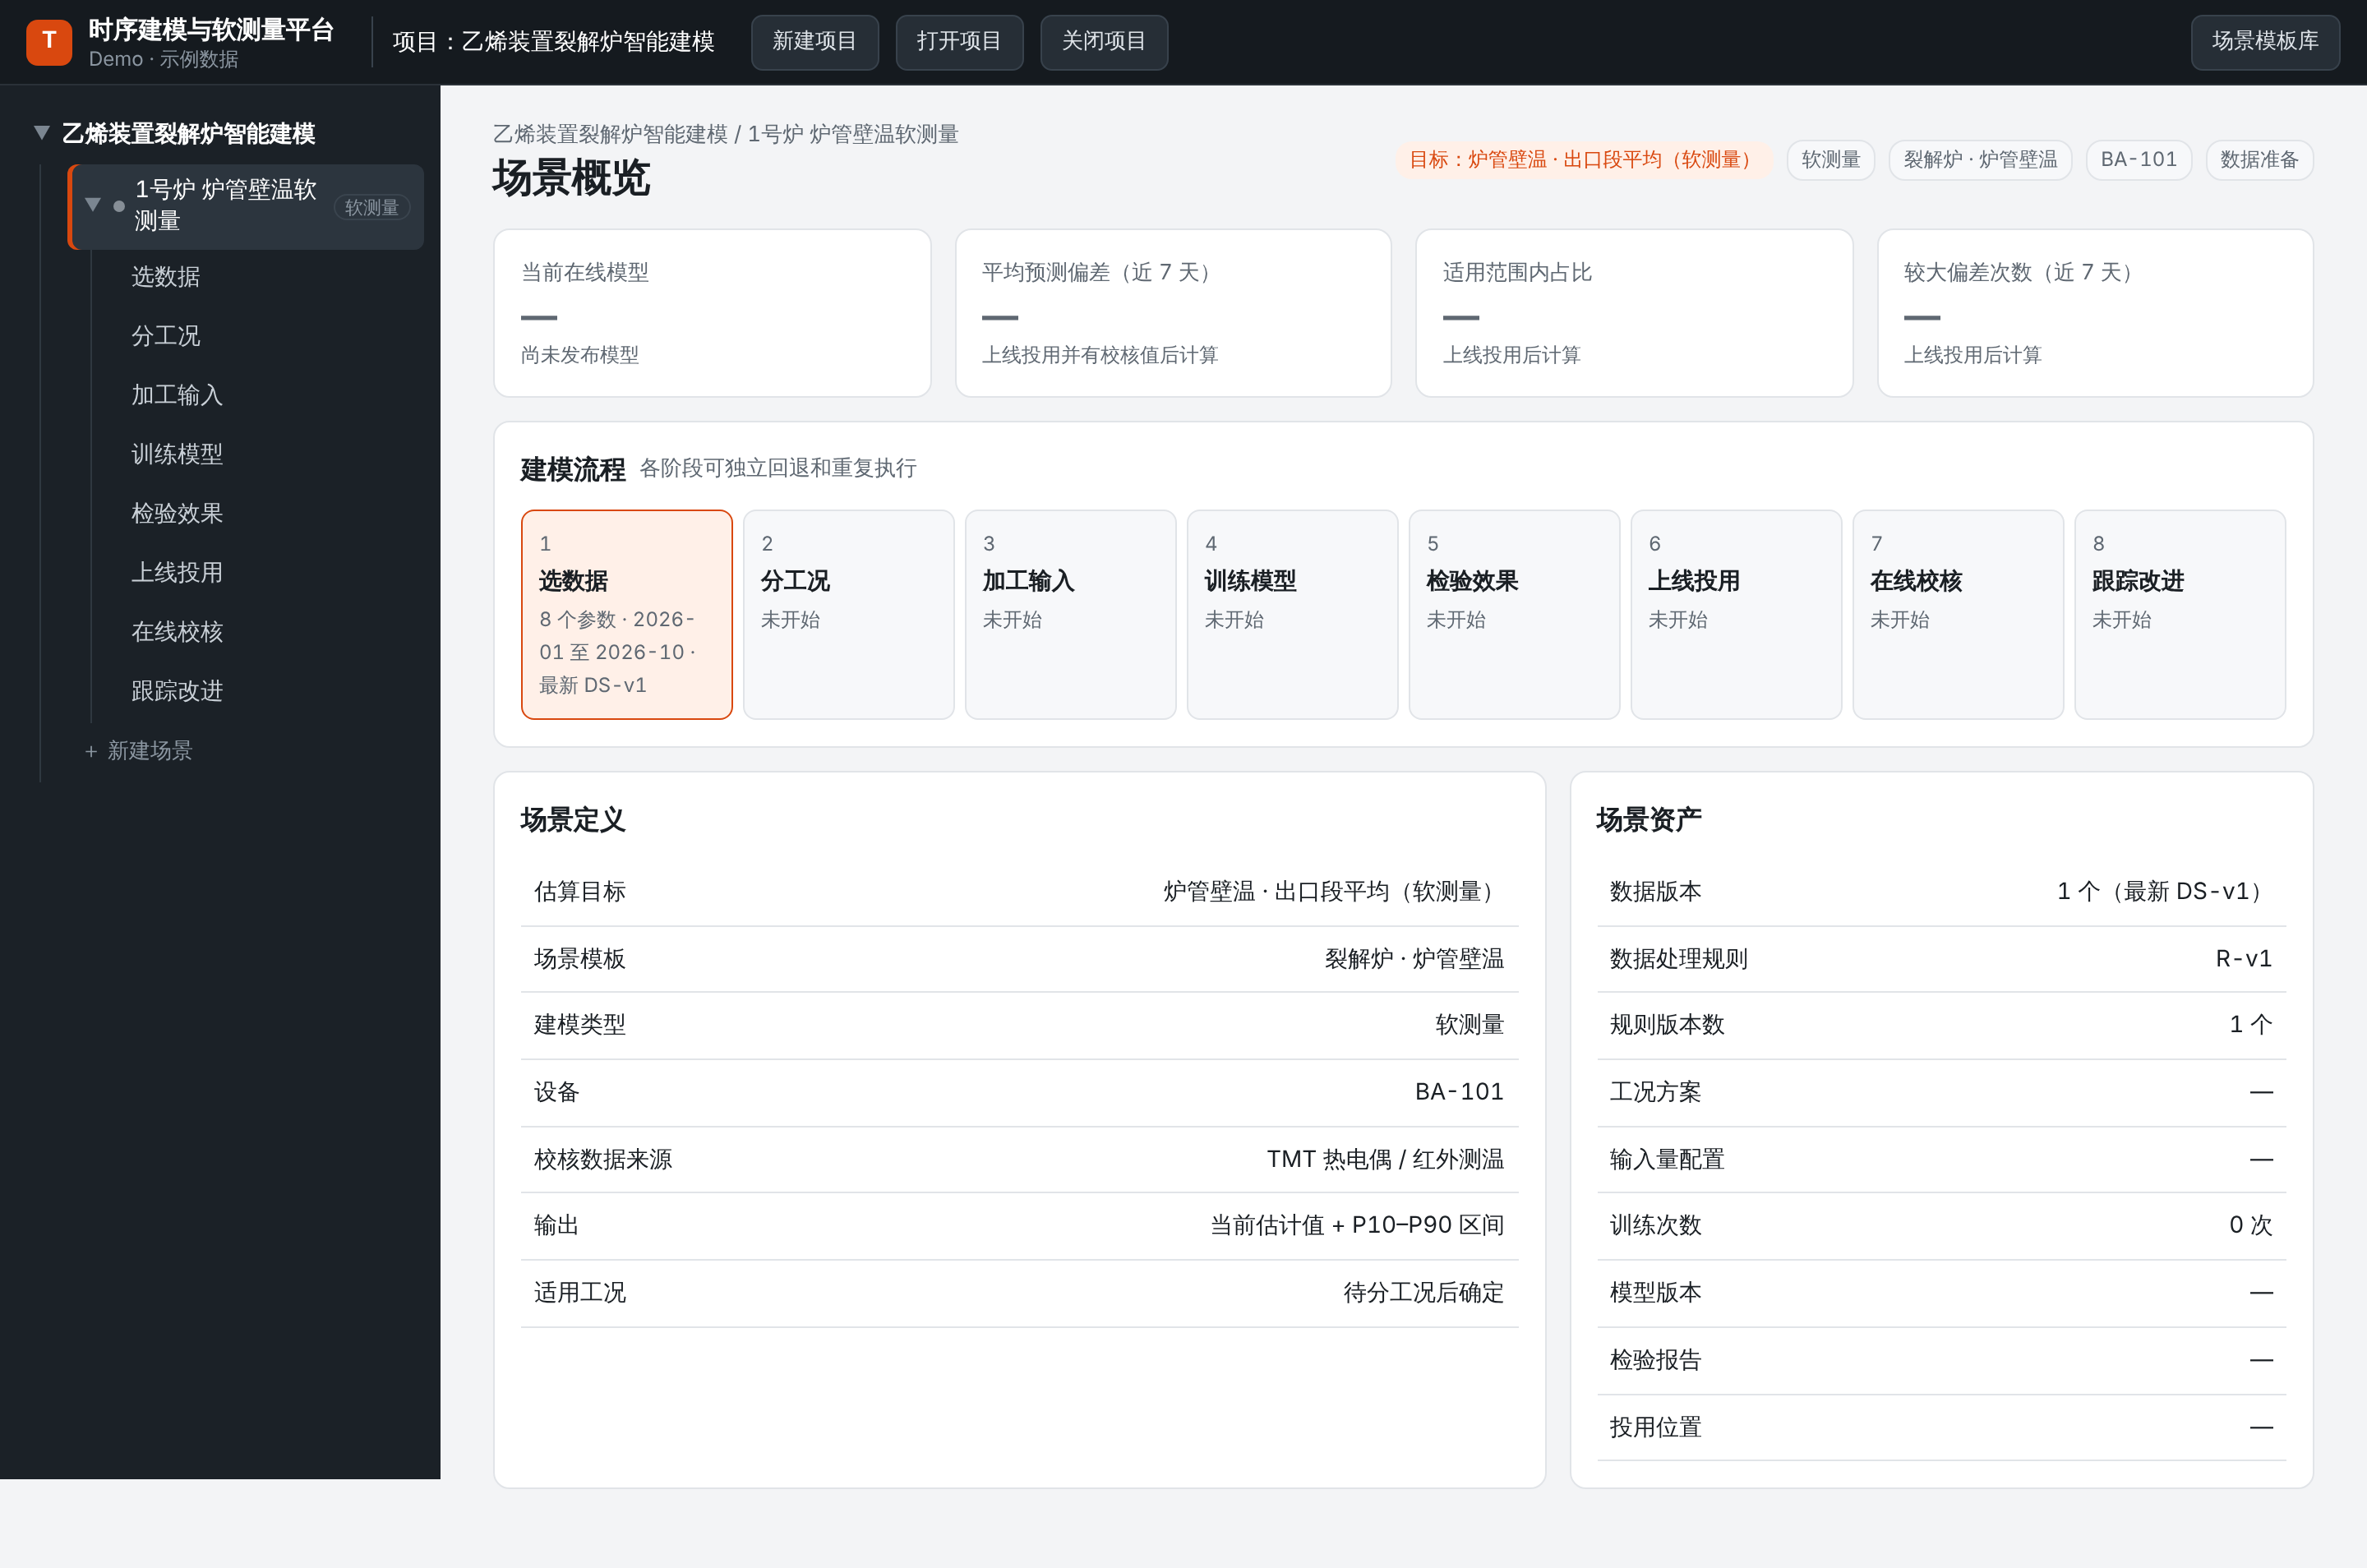 T
时序建模与软测量平台
Demo · 示例数据
项目：乙烯装置裂解炉智能建模
新建项目
打开项目
关闭项目
场景模板库
乙烯装置裂解炉智能建模
1号炉 炉管壁温软
测量
软测量
选数据
分工况
加工输入
训练模型
检验效果
上线投用
在线校核
跟踪改进
+ 新建场景
乙烯装置裂解炉智能建模 / 1号炉 炉管壁温软测量
场景概览
目标：炉管壁温 · 出口段平均（软测量）
软测量
裂解炉 · 炉管壁温
BA-101
数据准备
当前在线模型
—
尚未发布模型
平均预测偏差（近 7 天）
—
上线投用并有校核值后计算
适用范围内占比
—
上线投用后计算
较大偏差次数（近 7 天）
—
上线投用后计算
建模流程 各阶段可独立回退和重复执行
1
选数据
8 个参数 · 2026-
01 至 2026-10 ·
最新 DS-v1
2
分工况
未开始
3
加工输入
未开始
4
训练模型
未开始
5
检验效果
未开始
6
上线投用
未开始
7
在线校核
未开始
8
跟踪改进
未开始
场景定义
估算目标 炉管壁温 · 出口段平均（软测量）
场景模板 裂解炉 · 炉管壁温
建模类型 软测量
设备 BA-101
校核数据来源 TMT 热电偶 / 红外测温
输出 当前估计值 + P10–P90 区间
适用工况 待分工况后确定
场景资产
数据版本 1 个（最新 DS-v1）
数据处理规则 R-v1
规则版本数 1 个
工况方案 —
输入量配置 —
训练次数 0 次
模型版本 —
检验报告 —
投用位置 —